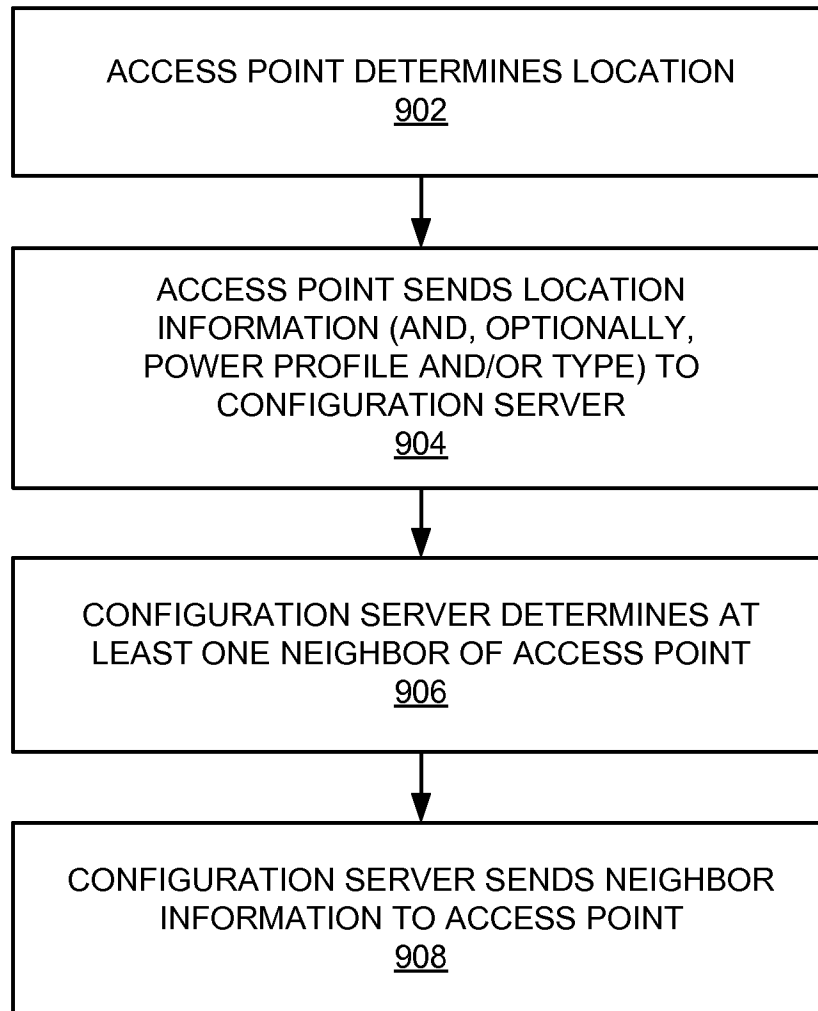 ACCESS POINT DETERMINES LOCATION
902
ACCESS POINT SENDS LOCATION
INFORMATION (AND, OPTIONALLY,
POWER PROFILE AND/OR TYPE) TO
CONFIGURATION SERVER
904
CONFIGURATION SERVER DETERMINES AT
LEAST ONE NEIGHBOR OF ACCESS POINT
906
CONFIGURATION SERVER SENDS NEIGHBOR
INFORMATION TO ACCESS POINT
908